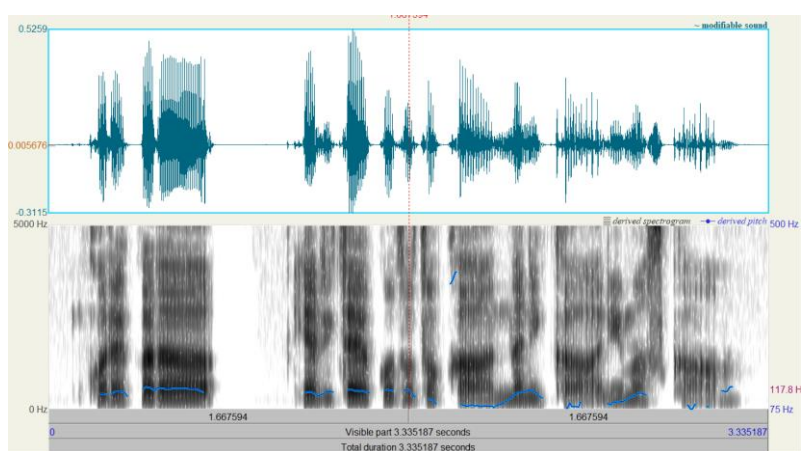 1.667594
0.5259
~ modifiable sound
0.005676
-0.3115
5000 Hz
derived spectrogram
derived pitch
500 Hz
117.8 H
0 Hz
75 Hz
1.667594
1.667594
0
Visible part 3.335187 seconds
3.335187
Total duration 3.335187 seconds